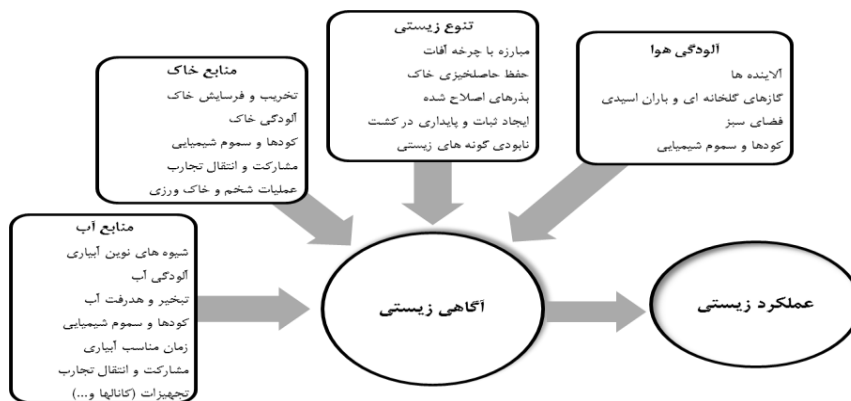 آلودگی هوا
آلاینده ها
گازهای گلخانه ای و باران اسیدی
فضای سبز
کودها و سموم شیمیایی
تنوع زیستی
مبارزه با چرخه آفات
حفظ حاصلخیزی خاک
بذرهای اصلاح شده
ایجاد ثبات و پایداری در کشت
نابودی گونه های زیستی
منابع خاک
تخریب و فرسایش خاک
آلودگی خاک
کودها و سموم شیمیایی
مشارکت و انتقال تجارب
عملیات شخم و خاک ورزی
منابع آب
شیوه های نوین آبیاری
آلودگی آب
تبخیر و هدرفت آب
کودها و سموم شیمیایی
زمان مناسب آبیاری
مشارکت و انتقال تجارب
تجهیزات (کانالها و...)
آگاهی زیستی
عملکرد زیستی